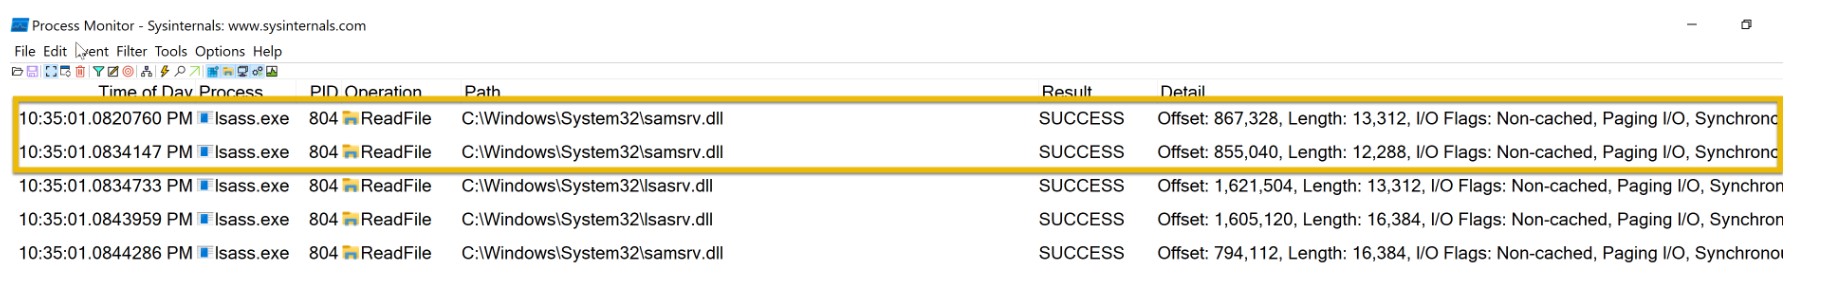 Process Monitor - Sysinternals: www.sysinternals.com
File Edit Event Filter Tools Options Help
Time of Day Process PID Operation Path Result Detail
10:35:01.0820760 PM lsass.exe 804 ReadFile C:\Windows\System32\samsrv.dll SUCCESS Offset: 867,328, Length: 13,312, I/O Flags: Non-cached, Paging I/O, Synchrono
10:35:01.0834147 PM lsass.exe 804 ReadFile C:\Windows\System32\samsrv.dll SUCCESS Offset: 855,040, Length: 12,288, I/O Flags: Non-cached, Paging I/O, Synchrono
10:35:01.0834733 PM lsass.exe 804 ReadFile C:\Windows\System32\lsasrv.dll SUCCESS Offset: 1,621,504, Length: 13,312, I/O Flags: Non-cached, Paging I/O, Synchron
10:35:01.0843959 PM lsass.exe 804 ReadFile C:\Windows\System32\lsasrv.dll SUCCESS Offset: 1,605,120, Length: 16,384, I/O Flags: Non-cached, Paging I/O, Synchron
10:35:01.0844286 PM lsass.exe 804 ReadFile C:\Windows\System32\samsrv.dll SUCCESS Offset: 794,112, Length: 16,384, I/O Flags: Non-cached, Paging I/O, Synchrono